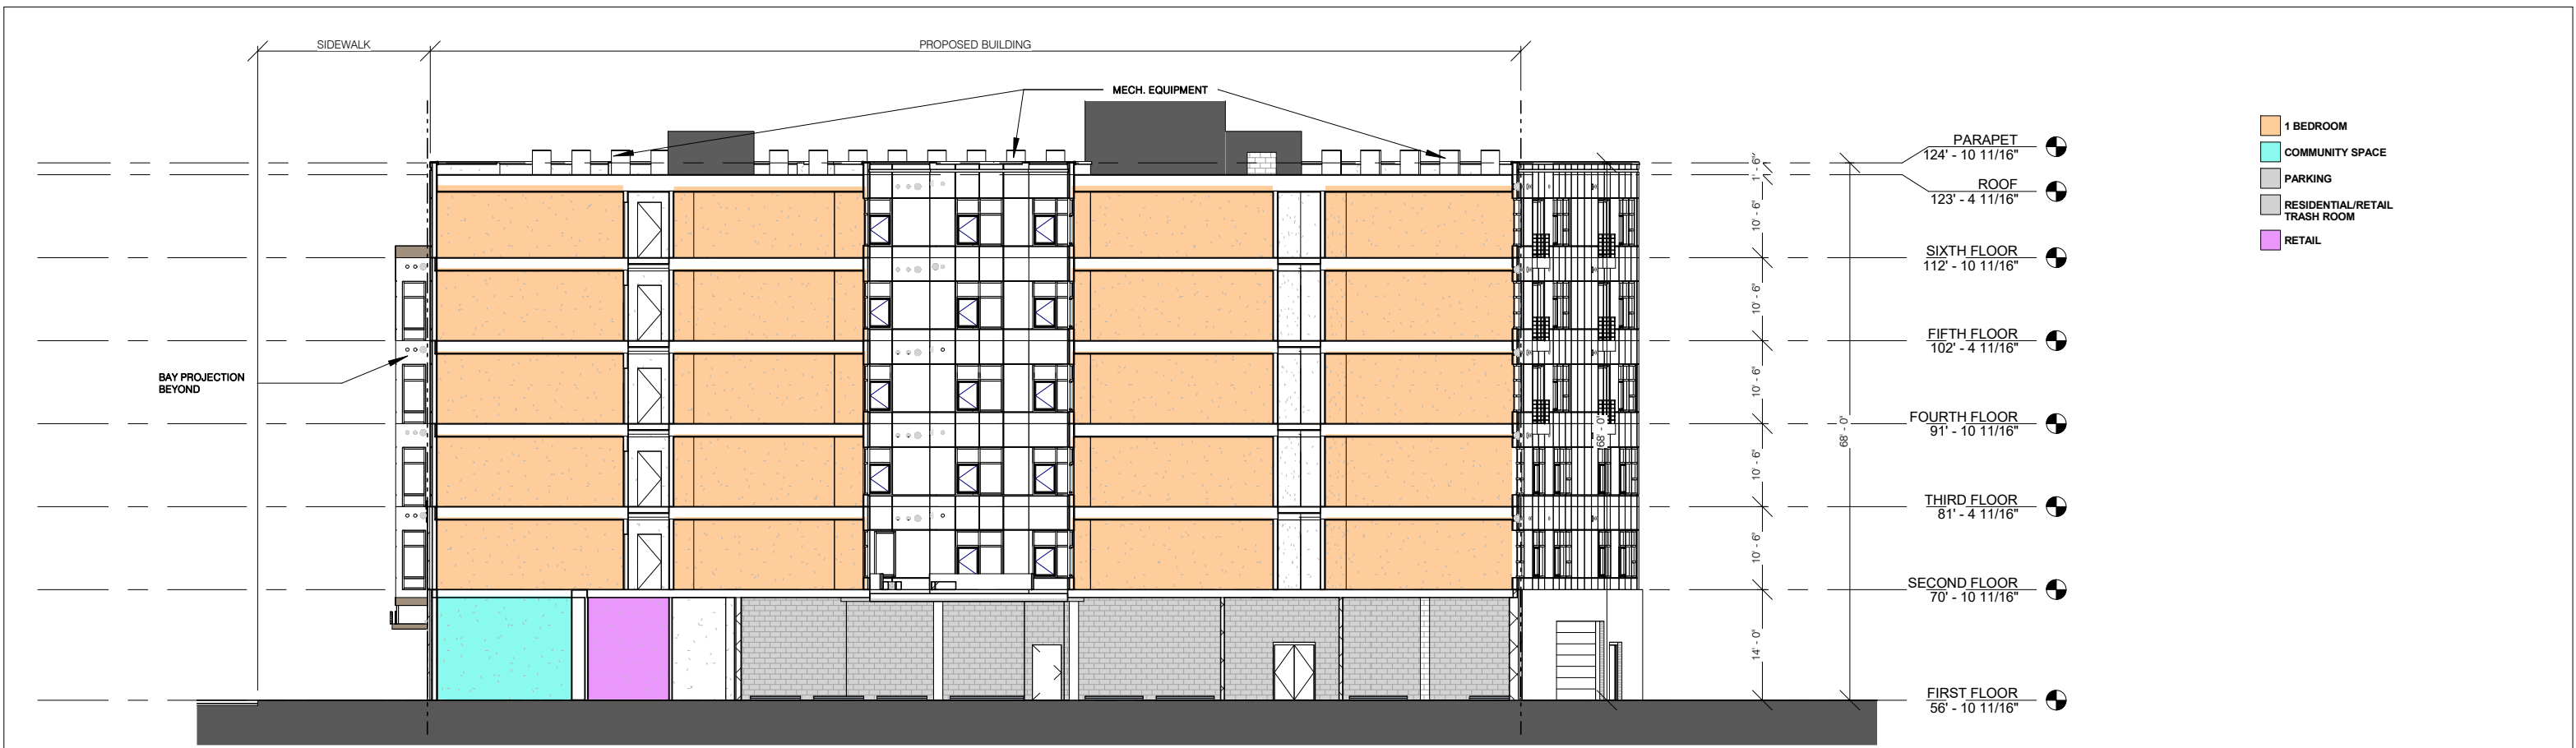 SIDEWALK
PROPOSED BUILDING
MECH. EQUIPMENT
BAY PROJECTION
BEYOND
PARAPET
124' - 10 11/16"
ROOF
123' - 4 11/16"
SIXTH FLOOR
112' - 10 11/16"
FIFTH FLOOR
102' - 4 11/16"
FOURTH FLOOR
91' - 10 11/16"
THIRD FLOOR
81' - 4 11/16"
SECOND FLOOR
70' - 10 11/16"
FIRST FLOOR
56' - 10 11/16"
1' - 6"
10' - 6"
10' - 6"
10' - 6"
10' - 6"
10' - 6"
14' - 0"
68' - 0"
68' - 0"
1 BEDROOM
COMMUNITY SPACE
PARKING
RESIDENTIAL/RETAIL
TRASH ROOM
RETAIL